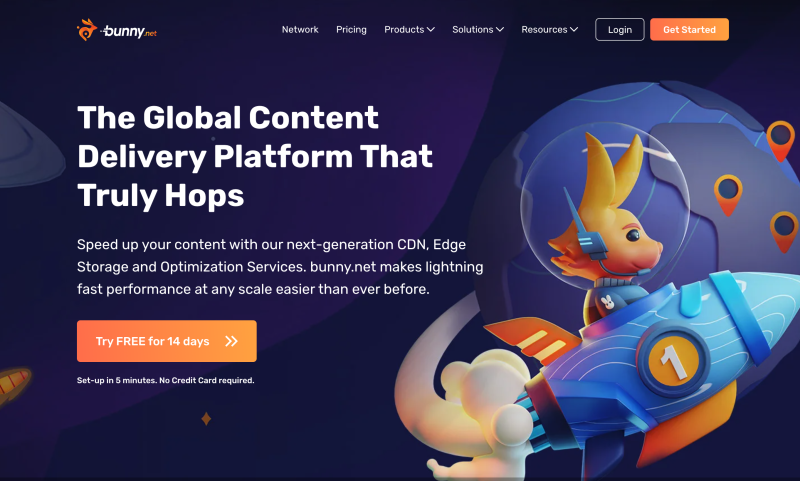 bunny.net
Network Pricing Products Solutions Resources Login Get Started
The Global Content
Delivery Platform That
Truly Hops
Speed up your content with our next-generation CDN, Edge
Storage and Optimization Services. bunny.net makes lightning
fast performance at any scale easier than ever before.
Try FREE for 14 days
Set-up in 5 minutes. No Credit Card required.
1